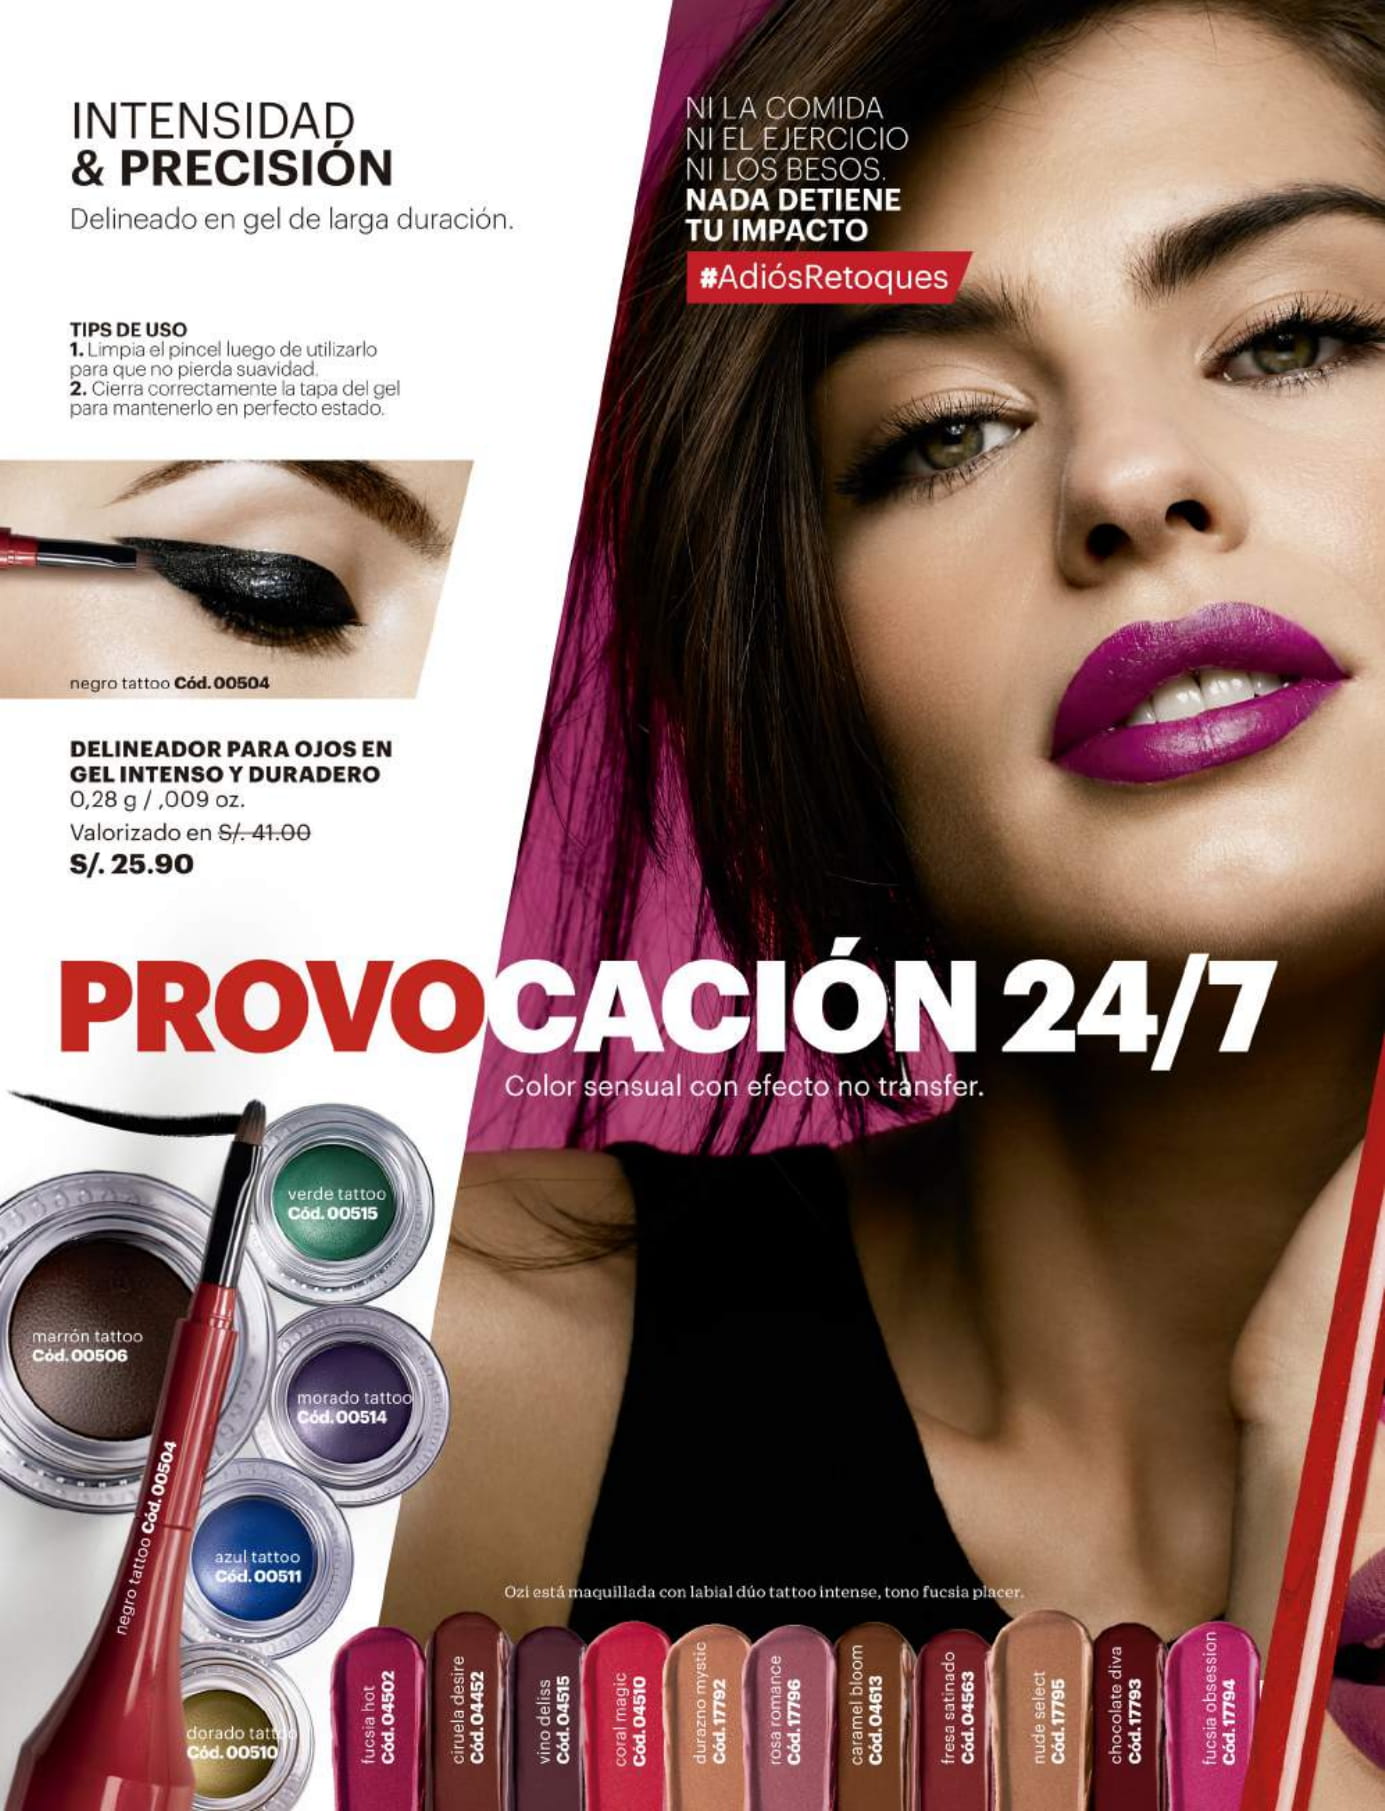 INTENSIDAD
& PRECISIÓN
Delineado en gel de larga duración.
TIPS DE USO
1. Limpia el pincel luego de utilizarlo
para que no pierda suavidad.
2. Cierra correctamente la tapa del gel
para mantenerlo en perfecto estado.
negro tattoo Cód. 00504
DELINEADOR PARA OJOS EN
GEL INTENSO Y DURADERO
0,28 g / ,009 oz.
Valorizado en S/. 41.00
S/. 25.90
NI LA COMIDA
NI EL EJERCICIO
NI LOS BESOS.
NADA DETIENE
TU IMPACTO
#AdiósRetoques
PROVOCACIÓN 24/7
Color sensual con efecto no transfer.
verde tattoo
Cód. 00515
marrón tattoo
Cód. 00506
morado tattoo
Cód. 00514
negro tattoo Cód. 00504
azul tattoo
Cód. 00511
dorado tattoo
Cód. 00510
Ozi está maquillada con labial dúo tattoo intense, tono fucsia placer.
fucsia hot
Cód. 04502
ciruela desire
Cód. 04452
vino deliss
Cód. 04515
coral magic
Cód. 04510
durazno mystic
Cód. 17792
rosa romance
Cód. 17796
caramel bloom
Cód. 04613
fresa satinado
Cód. 04563
nude select
Cód. 17795
chocolate diva
Cód. 17793
fucsia obsession
Cód. 17794